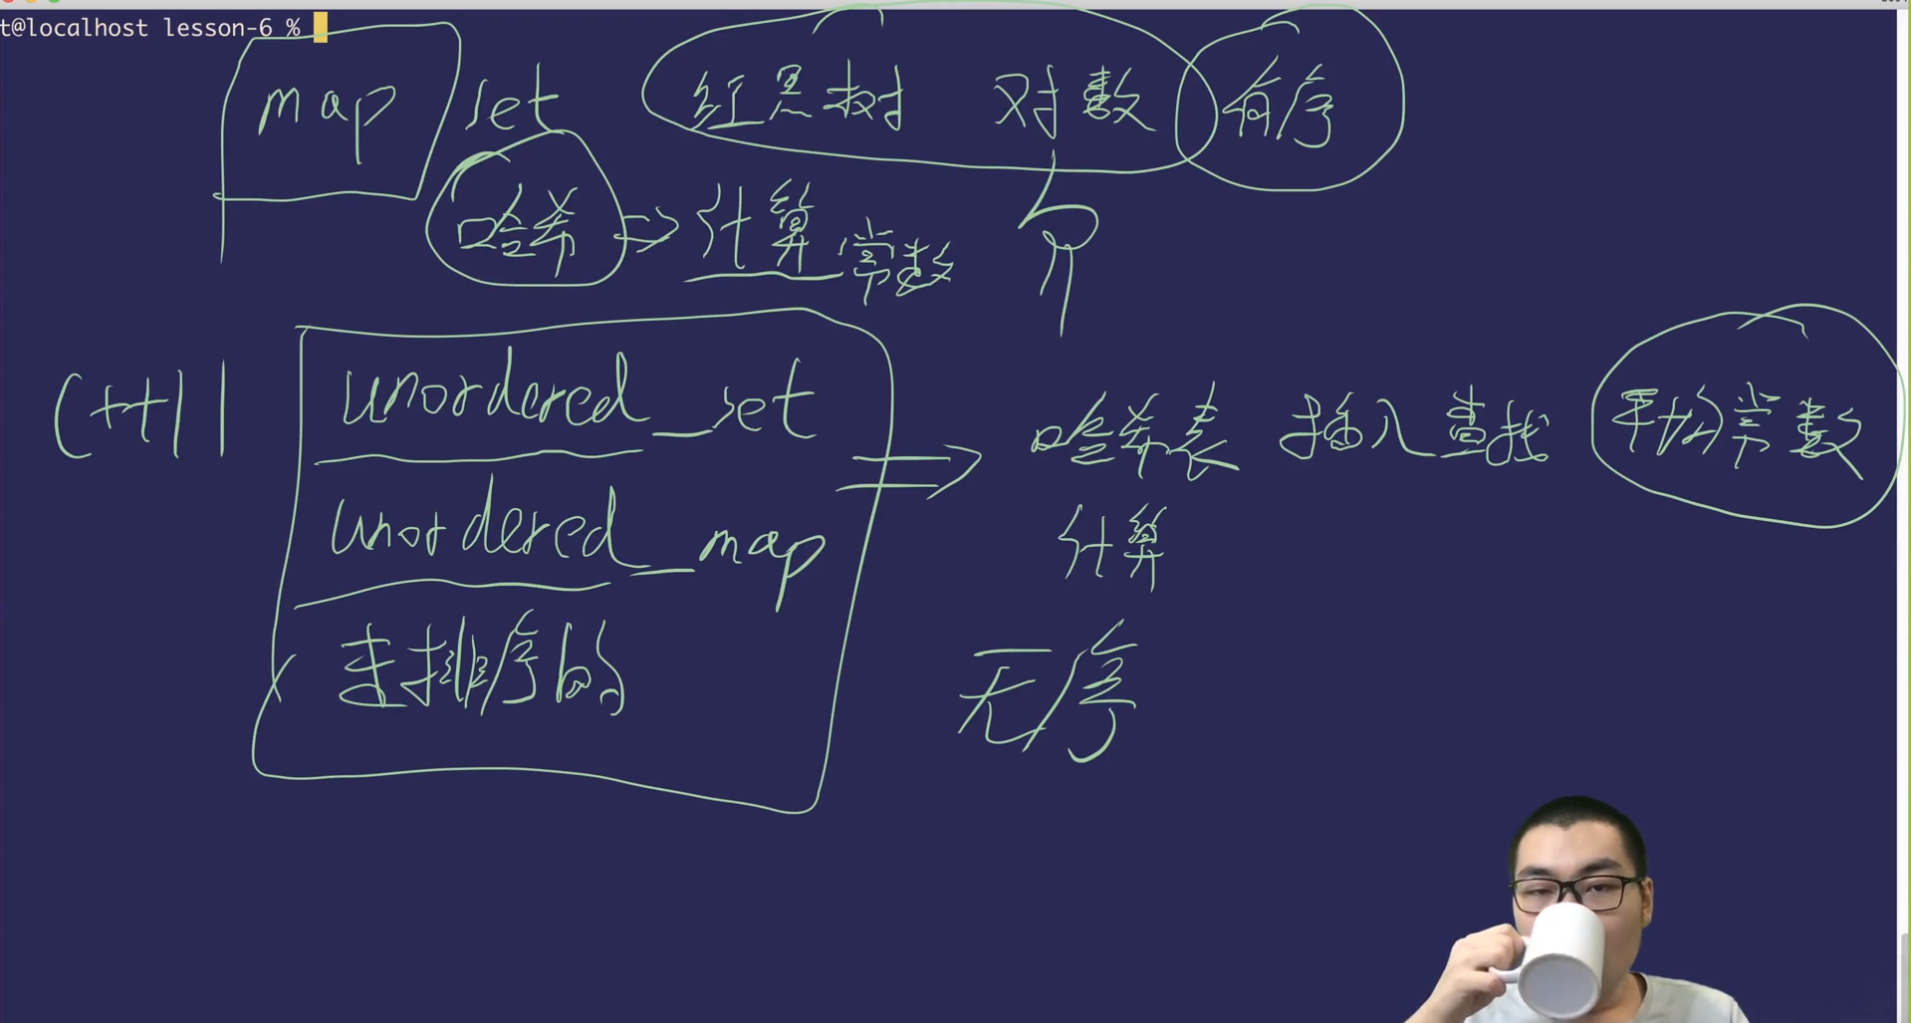 t@localhost lesson-6 %
map set 红黑树 对数 有序
哈希 => 计算 常数
C++11 unordered_set => 哈希表 插入 查找 平均常数
unordered_map 计算
未排序的 无序